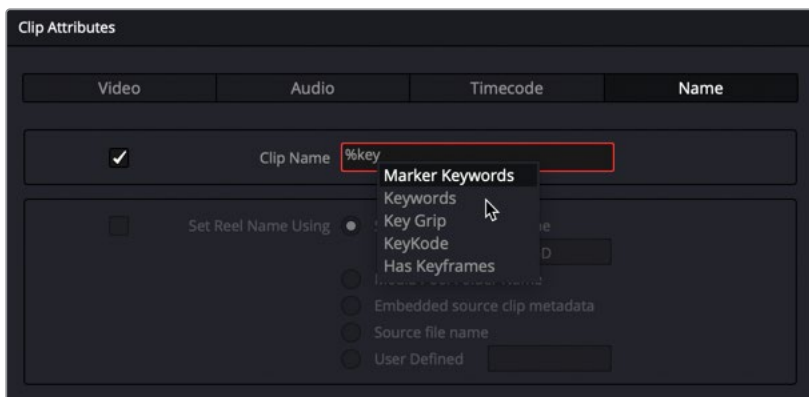 Clip Attributes
Video Audio Timecode Name
Clip Name %key
Marker Keywords
Keywords
Key Grip
KeyKode
Has Keyframes
Set Reel Name Using
Embedded source clip metadata
Source file name
User Defined